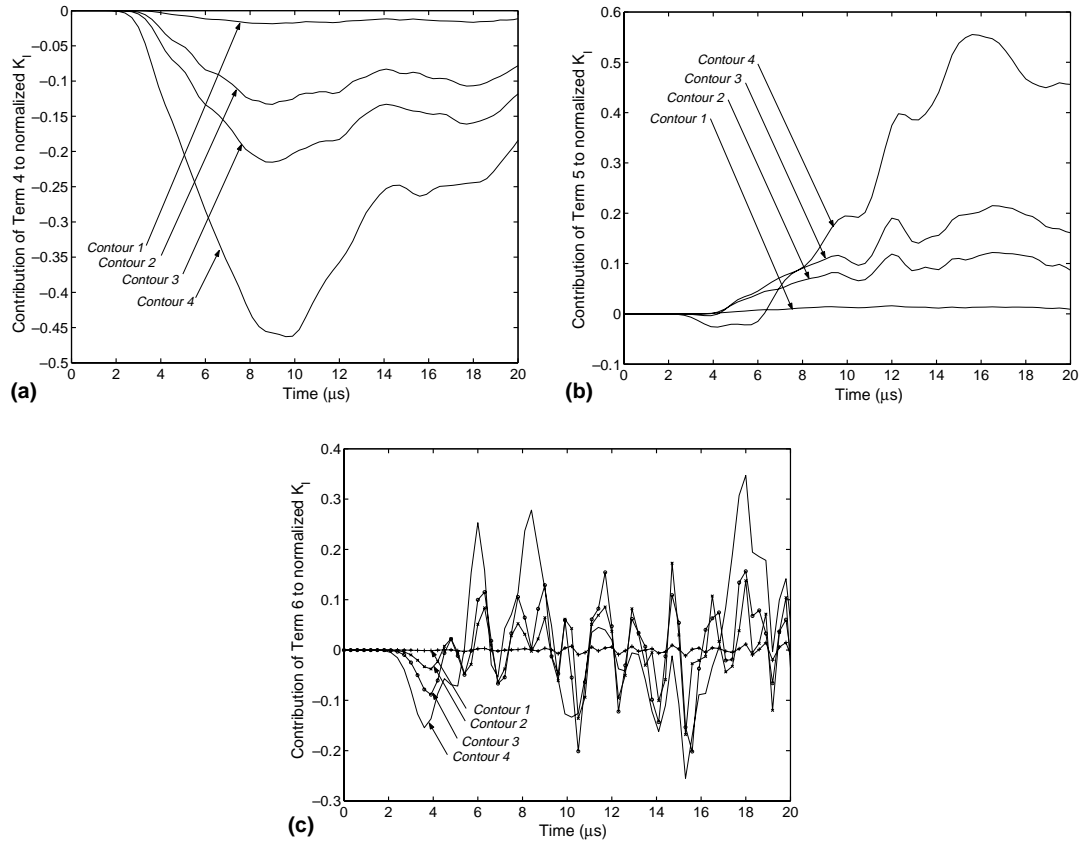 Contribution of Term 4 to normalized K_I
0
−0.05
−0.1
−0.15
−0.2
−0.25
−0.3
−0.35
−0.4
−0.45
−0.5
Contour 1
Contour 2
Contour 3
Contour 4
0 2 4 6 8 10 12 14 16 18 20
Time (μs)
(a)
Contribution of Term 5 to normalized K_I
0.6
0.5
0.4
0.3
0.2
0.1
0
−0.1
Contour 4
Contour 3
Contour 2
Contour 1
0 2 4 6 8 10 12 14 16 18 20
Time (μs)
(b)
Contribution of Term 6 to normalized K_I
0.4
0.3
0.2
0.1
0
−0.1
−0.2
−0.3
Contour 1
Contour 2
Contour 3
Contour 4
0 2 4 6 8 10 12 14 16 18 20
Time (μs)
(c)